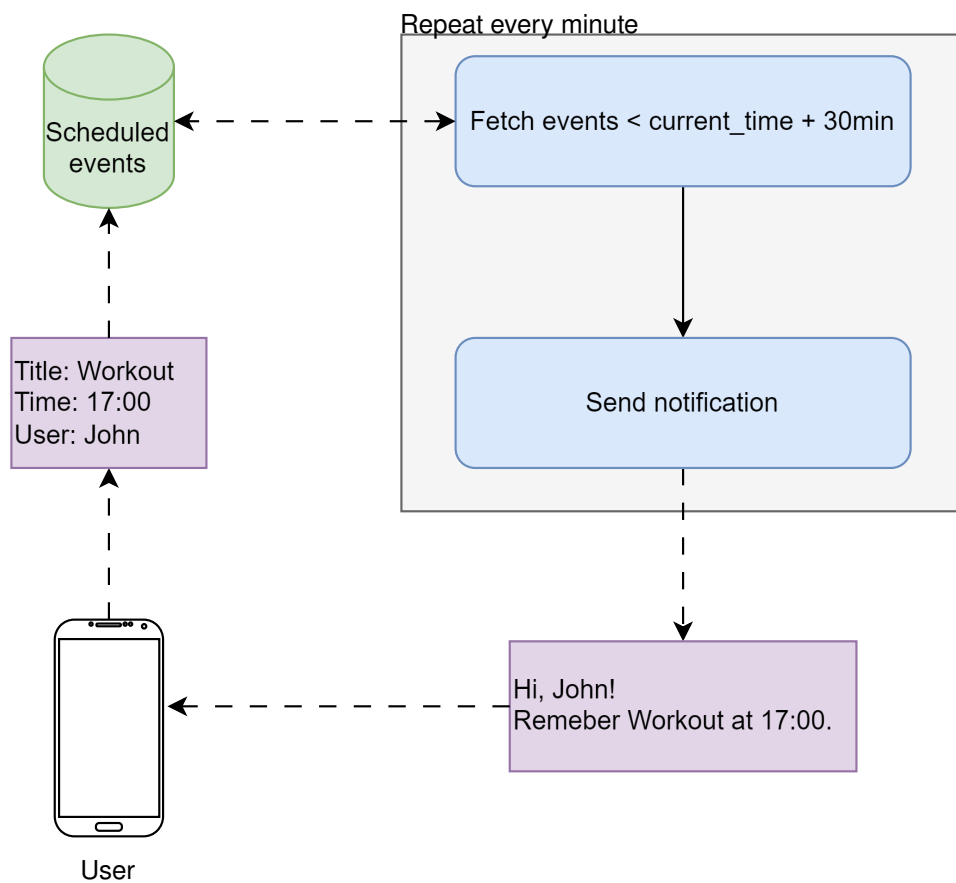 Repeat every minute
Scheduled
events
Fetch events < current_time + 30min
Title: Workout
Time: 17:00
User: John
Send notification
Hi, John!
Remeber Workout at 17:00.
User